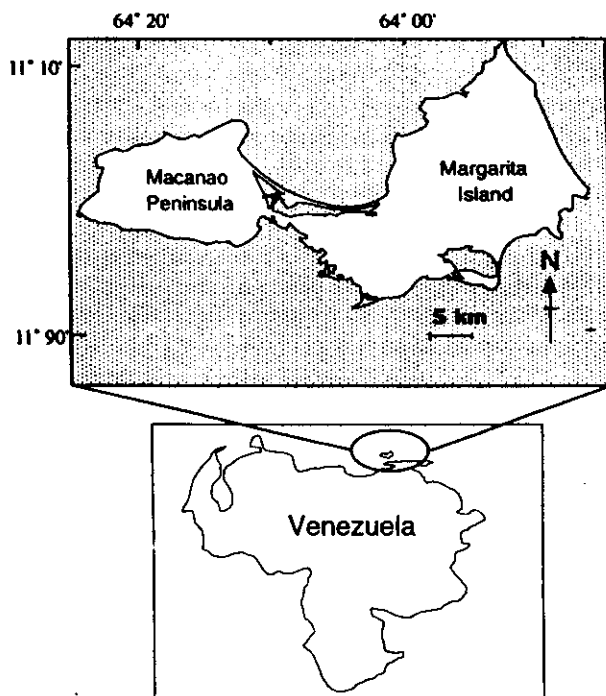 64° 20'
64° 00'
11° 10'
Macanao
Peninsula
Margarita
Island
N
5 km
11° 90'
Venezuela